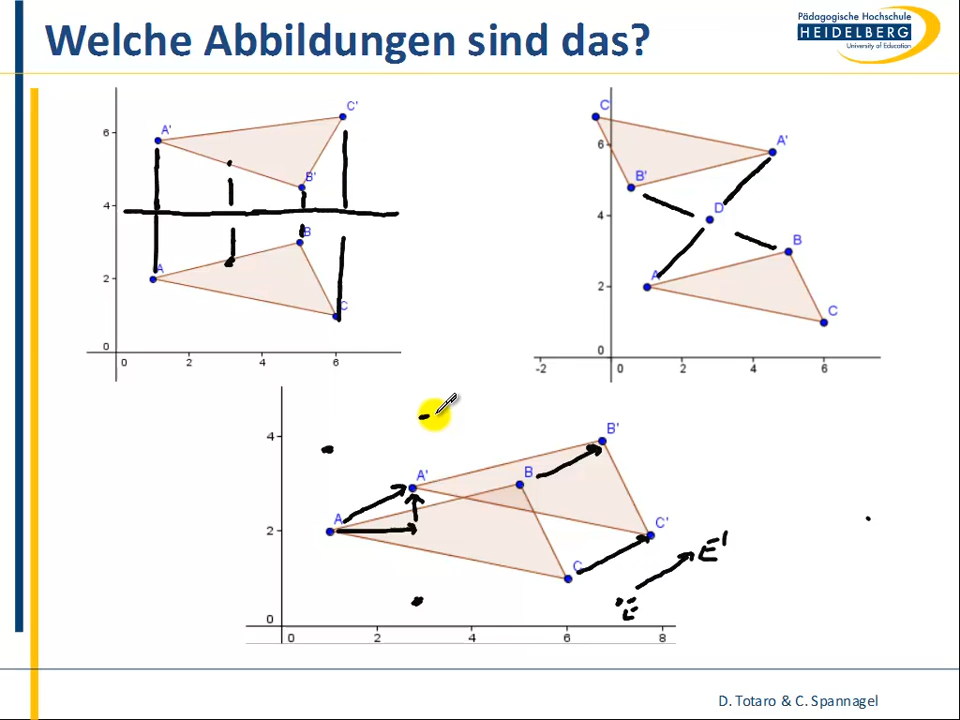 Welche Abbildungen sind das?
Pädagogische Hochschule
HEIDELBERG
University of Education
C'
A'
6
B'
4
B
A
2
C
0
0 2 4 6
C'
6
A'
B'
D
4
B
A
2
C
0
-2 0 2 4 6
B'
4
B
A'
A
2
C'
C
E'
E
0
0 2 4 6 8
D. Totaro & C. Spannagel